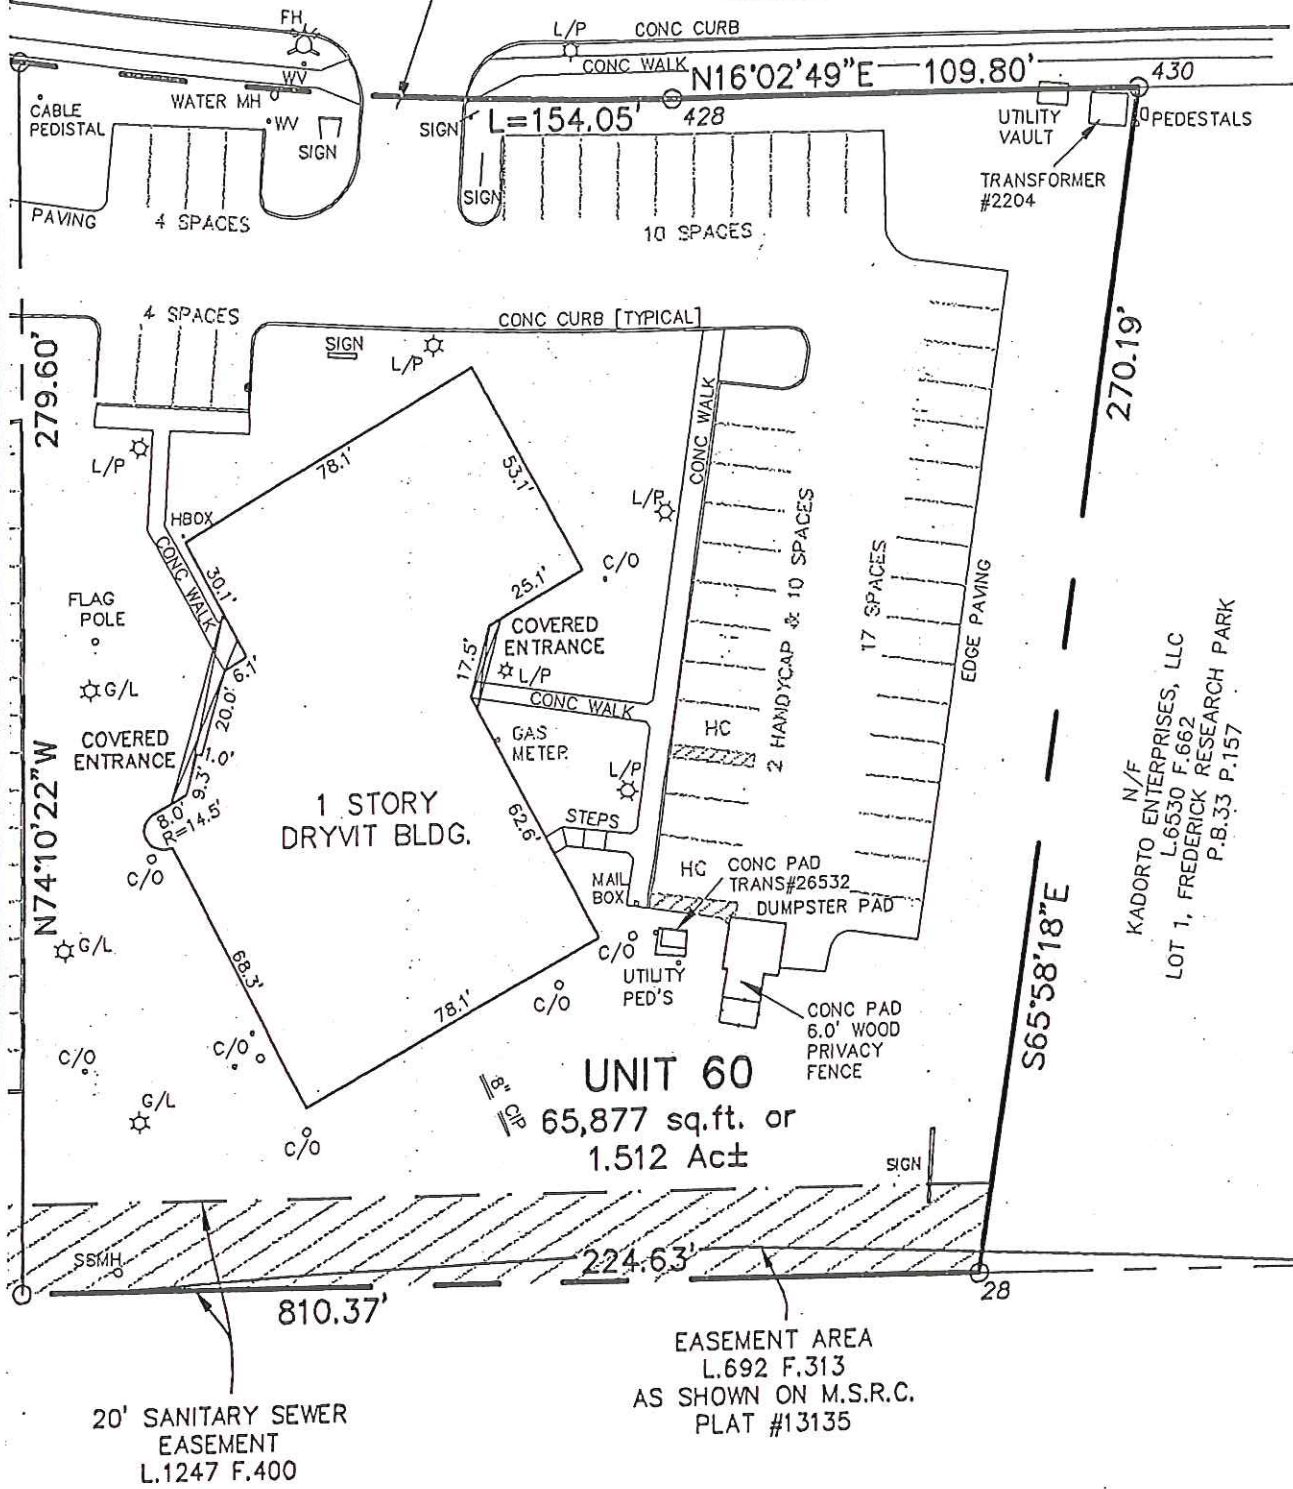 FH
L/P
CONC CURB
CONC WALK
N16°02'49"E
109.80'
430
WV
WATER MH
CABLE
PEDISTAL
WV
SIGN
SIGN
L=154.05'
428
UTILITY
VAULT
PEDESTALS
TRANSFORMER
#2204
SIGN
PAVING
4 SPACES
10 SPACES
4 SPACES
CONC CURB [TYPICAL]
SIGN
L/P
279.60'
270.19'
CONC WALK
78.1'
53.1'
L/P
L/P
HBOX
CONC WALK
30.1'
C/O
25.1'
2 HANDYCAP & 10 SPACES
17 SPACES
EDGE PAVING
FLAG
POLE
COVERED
ENTRANCE
17.5'
L/P
6.1'
G/L
20.0'
CONC WALK
COVERED
ENTRANCE
1.0'
GAS
METER
HC
9.3'
L/P
N/F
KADORTO ENTERPRISES, LLC
L.6530 F.662
LOT 1, FREDERICK RESEARCH PARK
P.B.33 P.157
N74°10'22"W
8.0'
R=14.5'
1 STORY
DRYVIT BLDG.
62.6'
STEPS
C/O
MAIL
BOX
HC
CONC PAD
TRANS#26532
DUMPSTER PAD
G/L
68.3'
C/O
UTILITY
PED'S
78.1'
C/O
S65°58'18"E
CONC PAD
6.0' WOOD
PRIVACY
FENCE
C/O
C/O
UNIT 60
65,877 sq.ft. or
1.512 Ac±
8" CIP
G/L
C/O
SIGN
SSMH
224.63'
28
810.37'
EASEMENT AREA
L.692 F.313
AS SHOWN ON M.S.R.C.
PLAT #13135
20' SANITARY SEWER
EASEMENT
L.1247 F.400